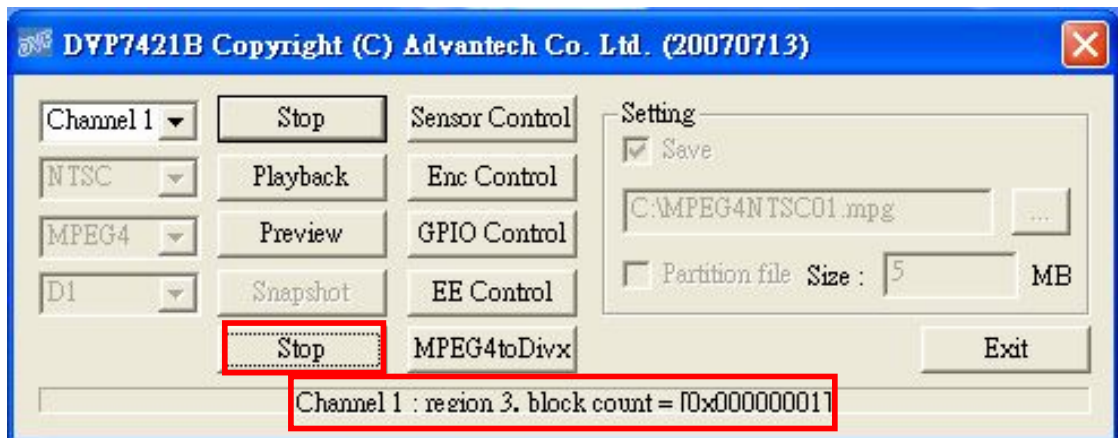 DVP7421B Copyright (C) Advantech Co. Ltd. (20070713)
Channel 1 Stop Sensor Control Setting
Save
NTSC Playback Enc Control
C:\MPEG4NTSC01.mpg ...
MPEG4 Preview GPIO Control
Partition file Size : 5 MB
D1 Snapshot EE Control
Stop MPEG4toDivx Exit
Channel 1 : region 3, block count = [0x00000001]